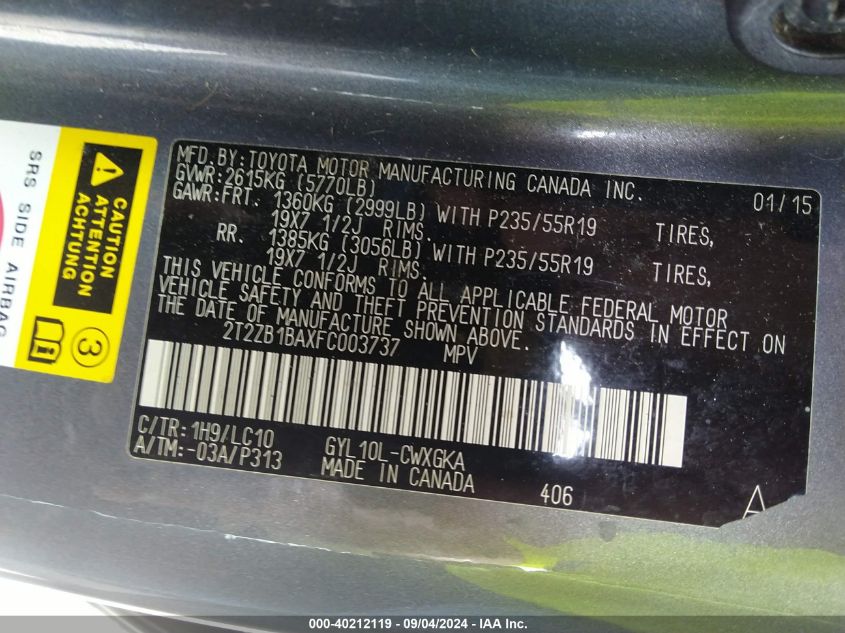 MFD. BY: TOYOTA MOTOR MANUFACTURING CANADA INC. 01/15
GVWR: 2615KG (5770LB)
GAWR: FRT. 1360KG (2999LB) WITH P235/55R19 TIRES,
19X7 1/2J RIMS.
RR. 1385KG (3056LB) WITH P235/55R19 TIRES,
19X7 1/2J RIMS.
THIS VEHICLE CONFORMS TO ALL APPLICABLE FEDERAL MOTOR
VEHICLE SAFETY AND THEFT PREVENTION STANDARDS IN EFFECT ON
THE DATE OF MANUFACTURE SHOWN ABOVE.
2T2ZB1BAXFC003737 MPV
C/TR: 1H9/LC10 GYL10L-CWXGKA
A/TM: -03A/P313 MADE IN CANADA
406 A
SRS SIDE AIRBAG
CAUTION
ATTENTION
ACHTUNG
3
000-40212119 - 09/04/2024 - IAA Inc.